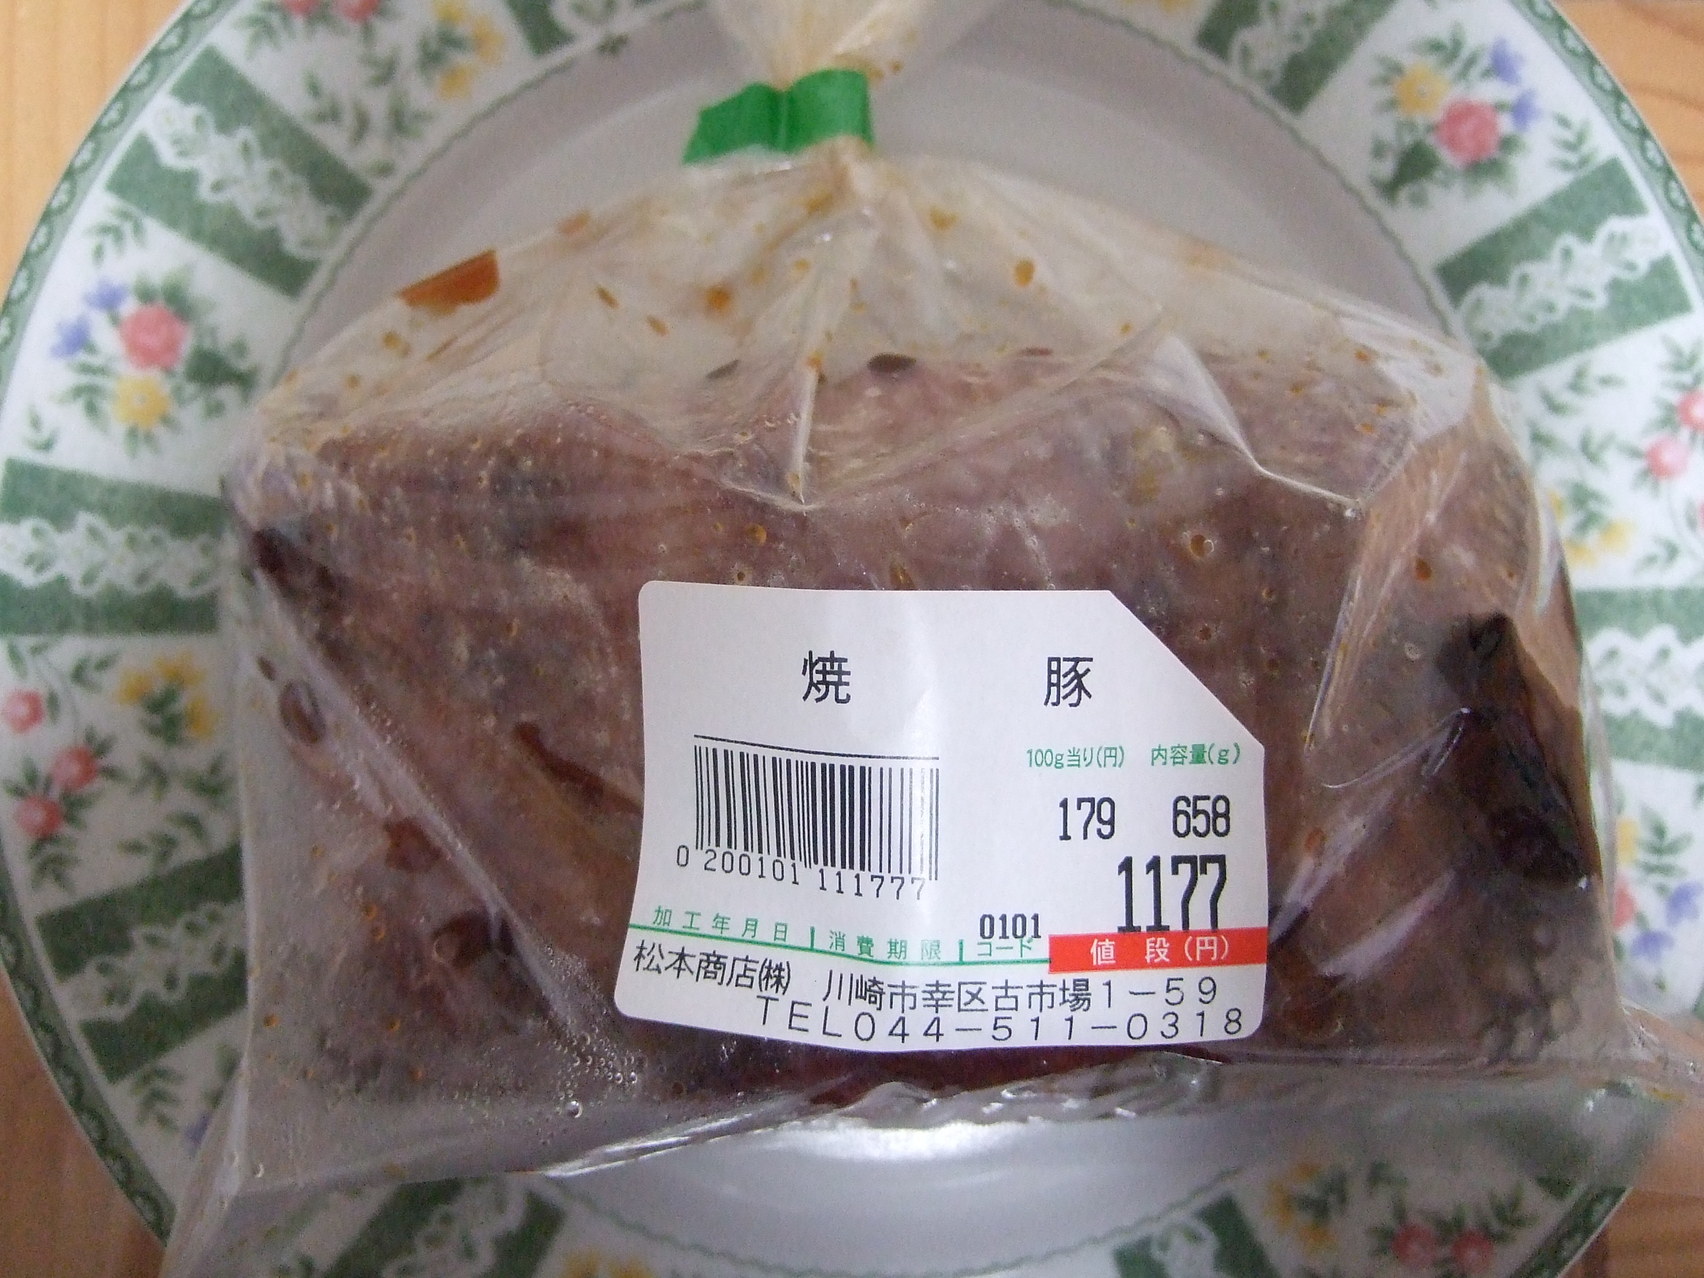 焼 豚
100g当り(円) 内容量(g)
179 658
0 200101 111777
1177
0101
加工年月日 消費期限 コード 値段(円)
松本商店㈱ 川崎市幸区古市場1-59
TEL044-511-0318